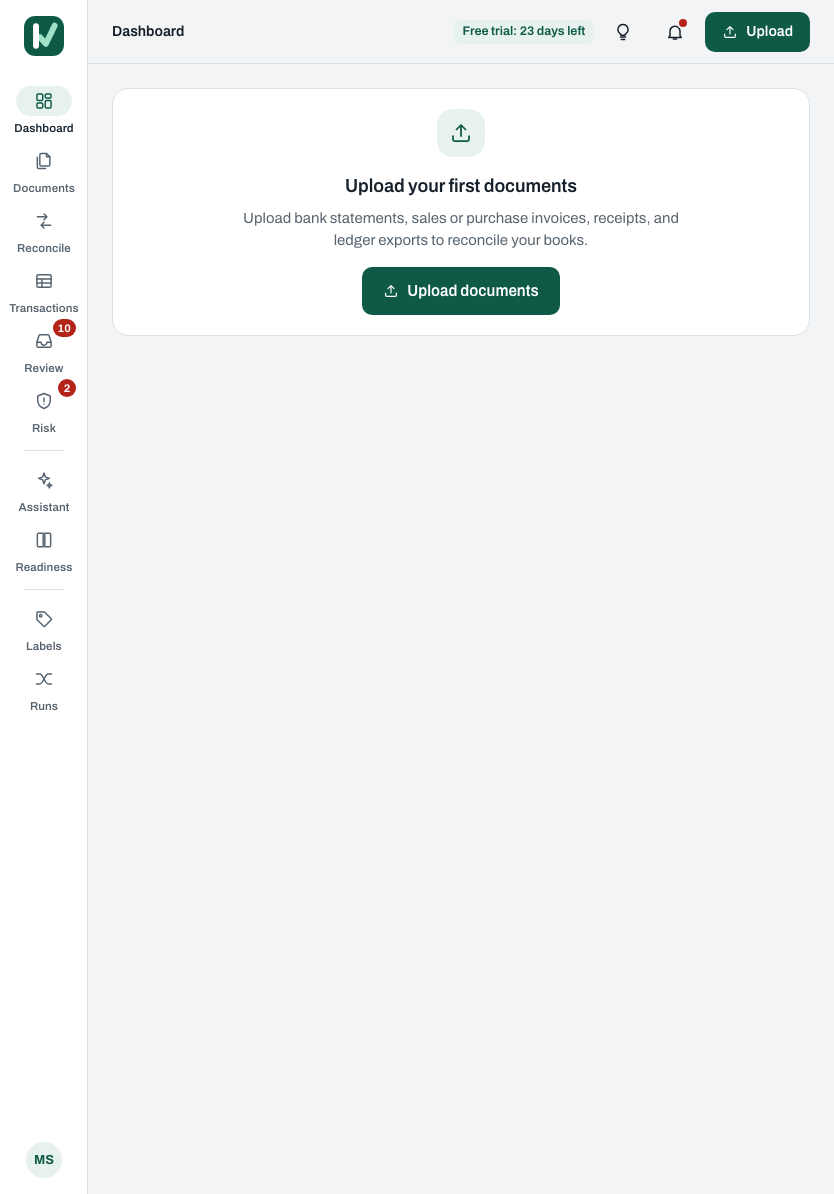 Dashboard
Free trial: 23 days left
Upload
Dashboard
Documents
Reconcile
Transactions
10
Review
2
Risk
Assistant
Readiness
Labels
Runs
MS
Upload your first documents
Upload bank statements, sales or purchase invoices, receipts, and
ledger exports to reconcile your books.
Upload documents